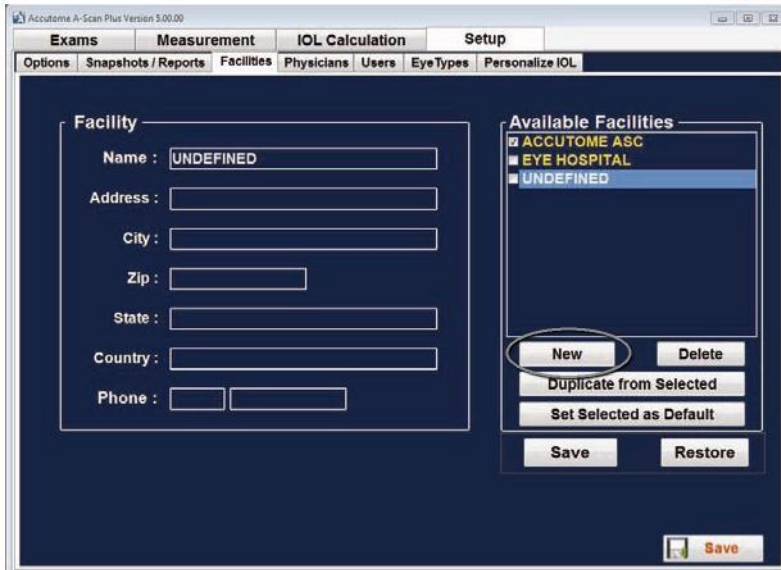 Accutome A-Scan Plus Version 5.00.00
Exams Measurement IOL Calculation Setup
Options Snapshots / Reports Facilities Physicians Users EyeTypes Personalize IOL
Facility
Name : UNDEFINED
Address :
City :
Zip :
State :
Country :
Phone :
Available Facilities
ACCUTOME ASC
EYE HOSPITAL
UNDEFINED
New Delete
Duplicate from Selected
Set Selected as Default
Save Restore
Save